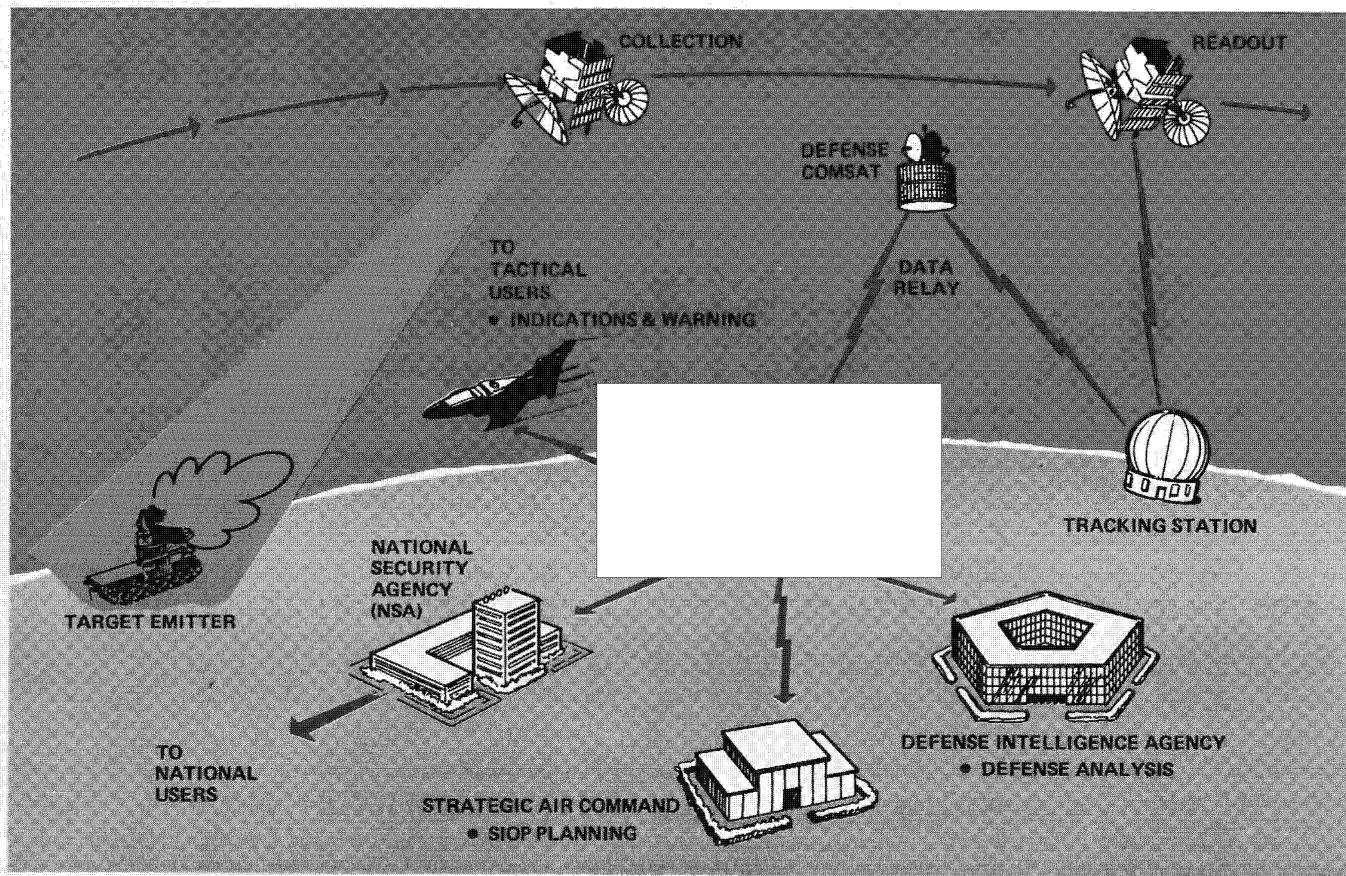 COLLECTION
READOUT
DEFENSE
COMSAT
TO
TACTICAL
USERS
• INDICATIONS & WARNING
DATA
RELAY
TRACKING STATION
TARGET EMITTER
NATIONAL
SECURITY
AGENCY
(NSA)
TO
NATIONAL
USERS
STRATEGIC AIR COMMAND
• SIOP PLANNING
DEFENSE INTELLIGENCE AGENCY
• DEFENSE ANALYSIS